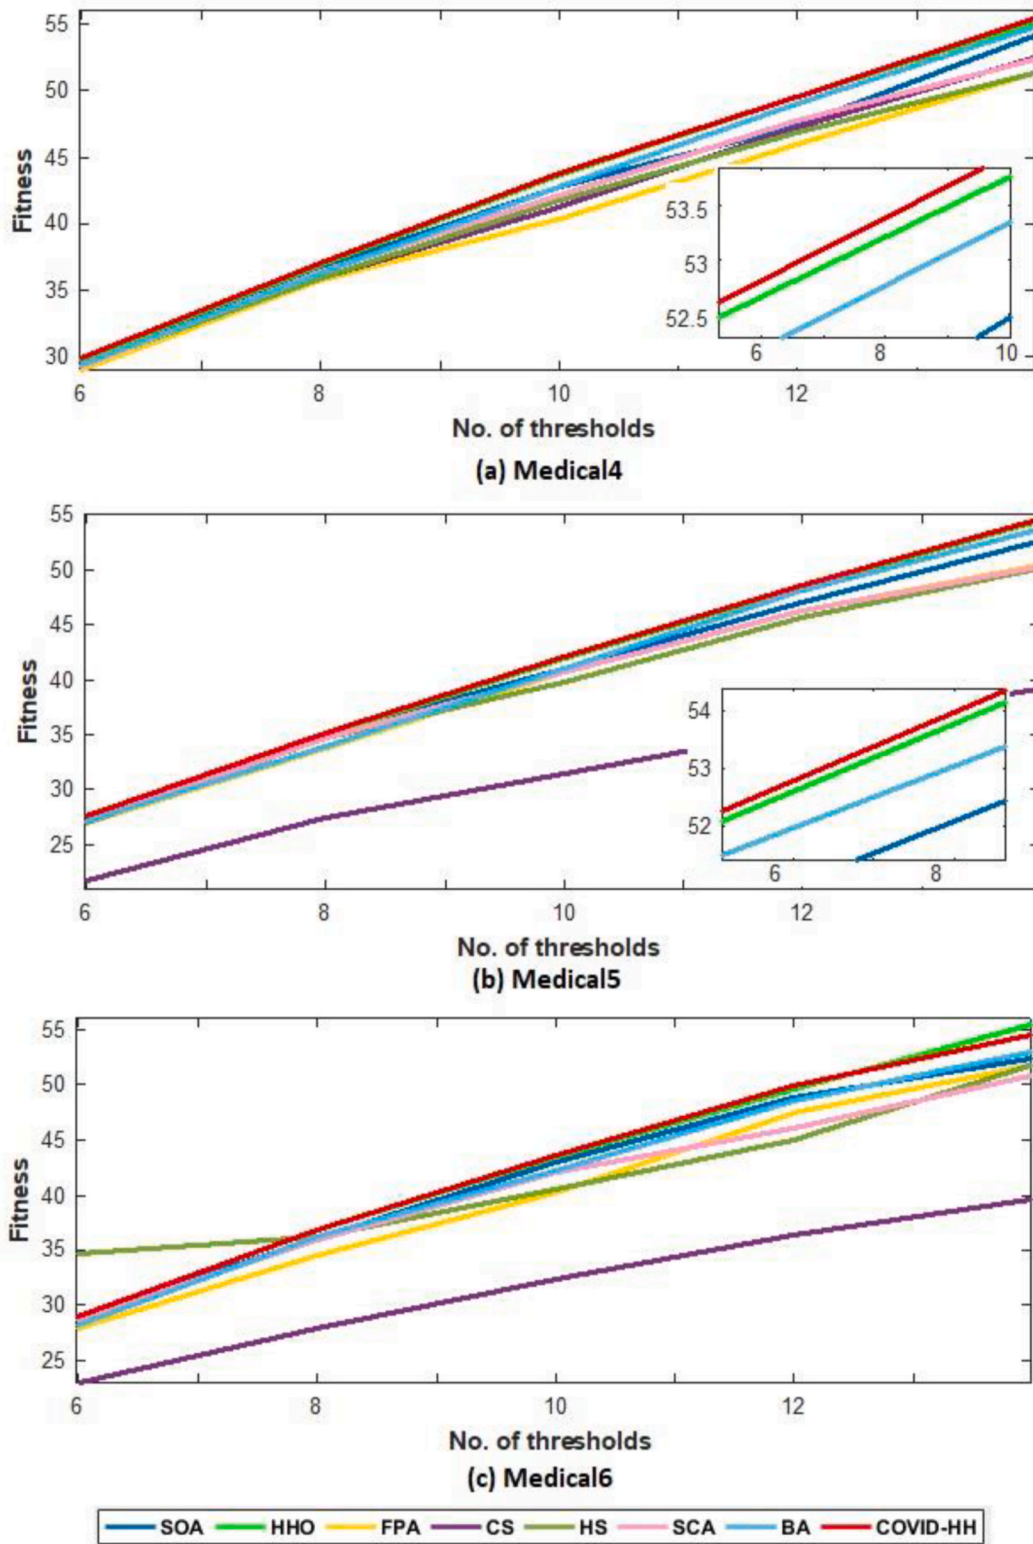 55
50
45
40
35
30
Fitness
53.5
53
52.5
6 8 10
6 8 10 12
No. of thresholds
(a) Medical4
55
50
45
40
35
30
25
Fitness
54
53
52
6 8
6 8 10 12
No. of thresholds
(b) Medical5
55
50
45
40
35
30
25
Fitness
6 8 10 12
No. of thresholds
(c) Medical6
SOA HHO FPA CS HS SCA BA COVID-HH